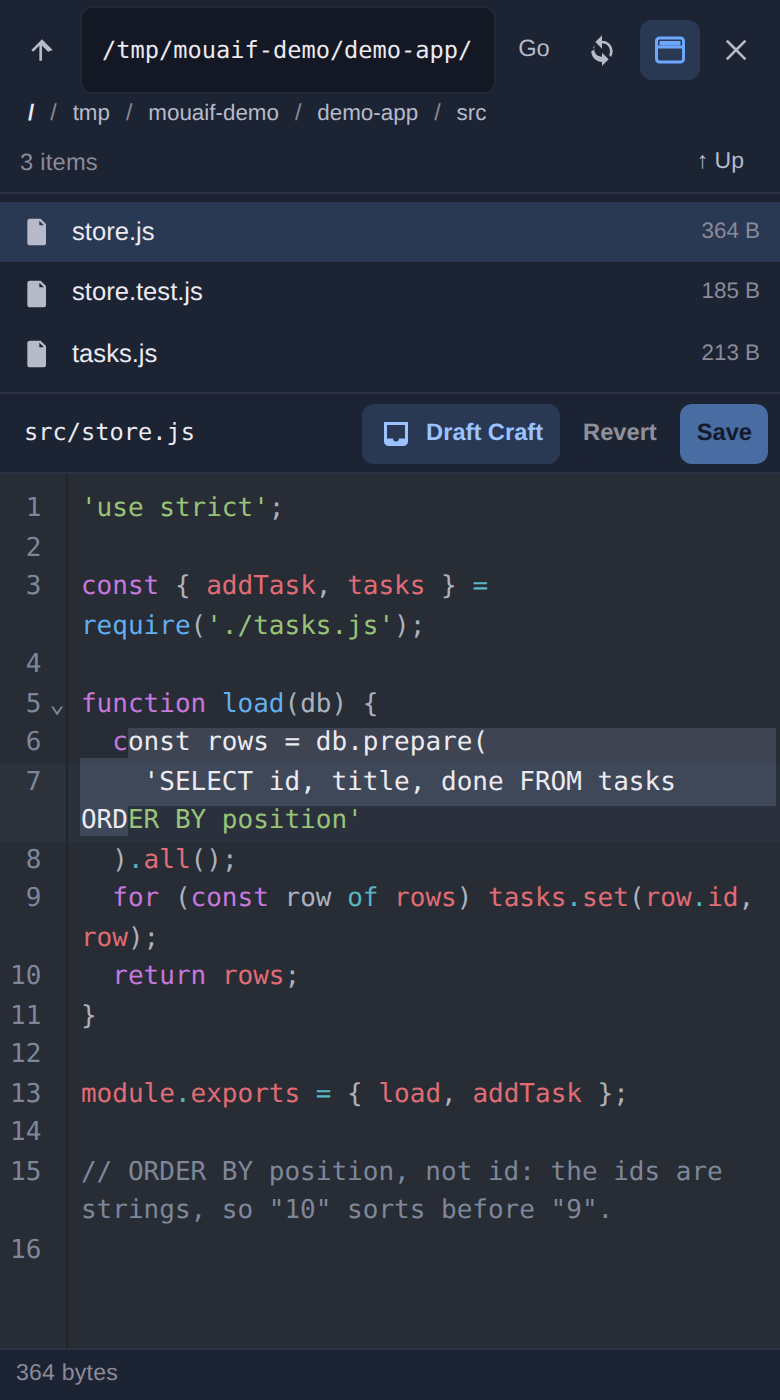 /tmp/mouaif-demo/demo-app/ Go
/ / tmp / mouaif-demo / demo-app / src
3 items ↑ Up
store.js 364 B
store.test.js 185 B
tasks.js 213 B
src/store.js Draft Craft Revert Save
1 'use strict';
2
3 const { addTask, tasks } =
require('./tasks.js');
4
5 function load(db) {
6 const rows = db.prepare(
7 'SELECT id, title, done FROM tasks
ORDER BY position'
8 ).all();
9 for (const row of rows) tasks.set(row.id,
row);
10 return rows;
11 }
12
13 module.exports = { load, addTask };
14
15 // ORDER BY position, not id: the ids are
strings, so "10" sorts before "9".
16
364 bytes